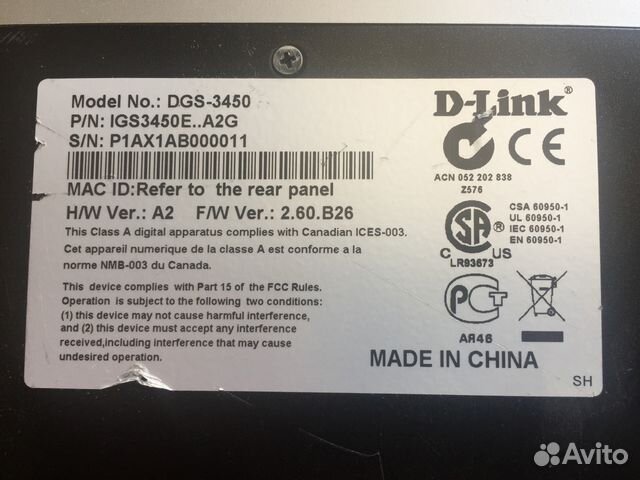 Model No.: DGS-3450
P/N: IGS3450E..A2G
S/N: P1AX1AB000011
MAC ID:Refer to the rear panel
H/W Ver.: A2 F/W Ver.: 2.60.B26
This Class A digital apparatus complies with Canadian ICES-003.
Cet appareil numerique de la classe A est conforme a la
norme NMB-003 du Canada.
This device complies with Part 15 of the FCC Rules.
Operation is subject to the following two conditions:
(1) this device may not cause harmful interference,
and (2) this device must accept any interference
received,including interference that may cause
undesired operation.
D-Link®
CE
ACN 052 202 838
Z576
CSA 60950-1
UL 60950-1
IEC 60950-1
EN 60950-1
SA ®
C US
LR93673
PCT
AR46
MADE IN CHINA
SH
Avito